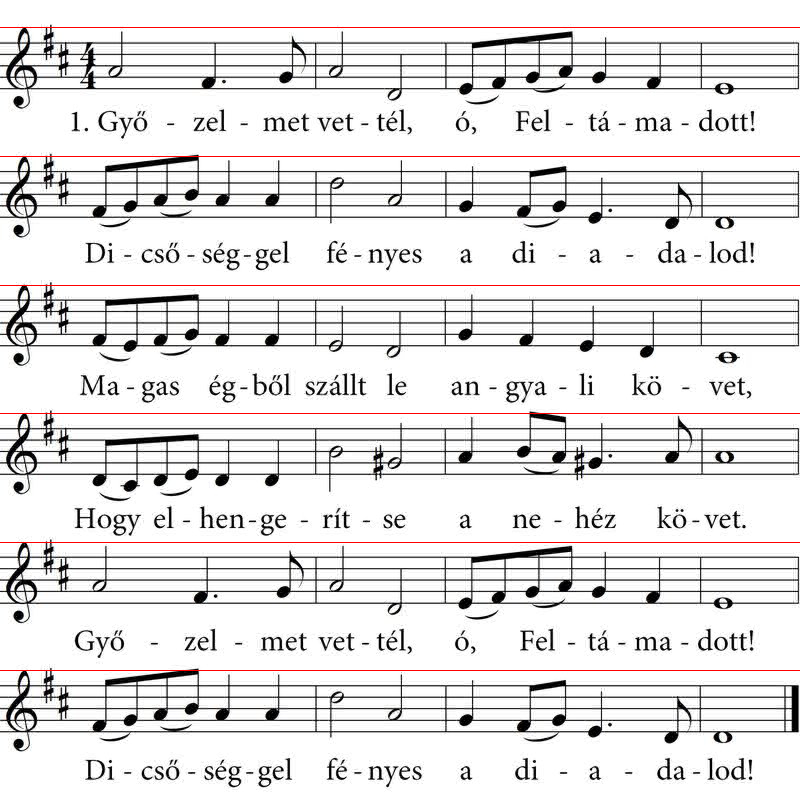 1. Győ - zel - met vet - tél, ó, Fel - tá - ma - dott!
Di - cső - ség - gel fé - nyes a di - a - da - lod!
Ma - gas ég - ből szállt le an - gya - li kö - vet,
Hogy el - hen - ge - rít - se a ne - héz kö - vet.
Győ - zel - met vet - tél, ó, Fel - tá - ma - dott!
Di - cső - ség - gel fé - nyes a di - a - da - lod!